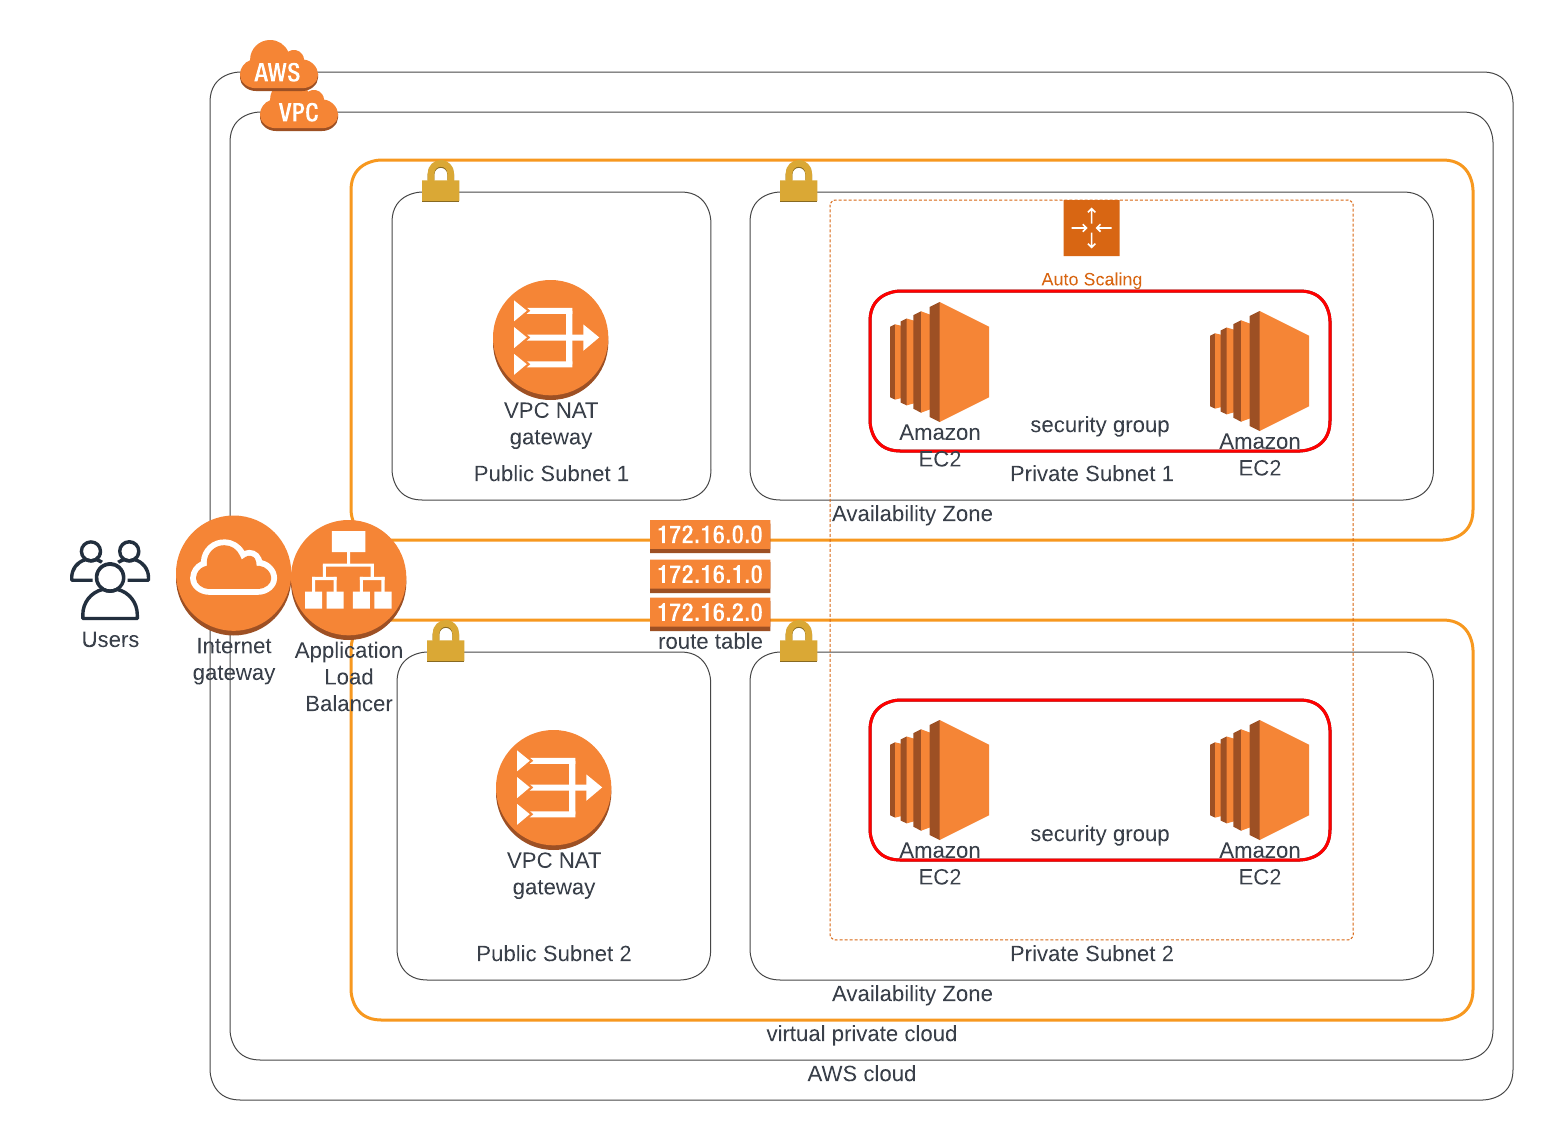 AWS
VPC
Auto Scaling
VPC NAT
gateway
Public Subnet 1
Amazon
EC2
security group
Amazon
EC2
Private Subnet 1
Availability Zone
172.16.0.0
172.16.1.0
172.16.2.0
route table
Users
Internet
gateway
Application
Load
Balancer
VPC NAT
gateway
Public Subnet 2
Amazon
EC2
security group
Amazon
EC2
Private Subnet 2
Availability Zone
virtual private cloud
AWS cloud